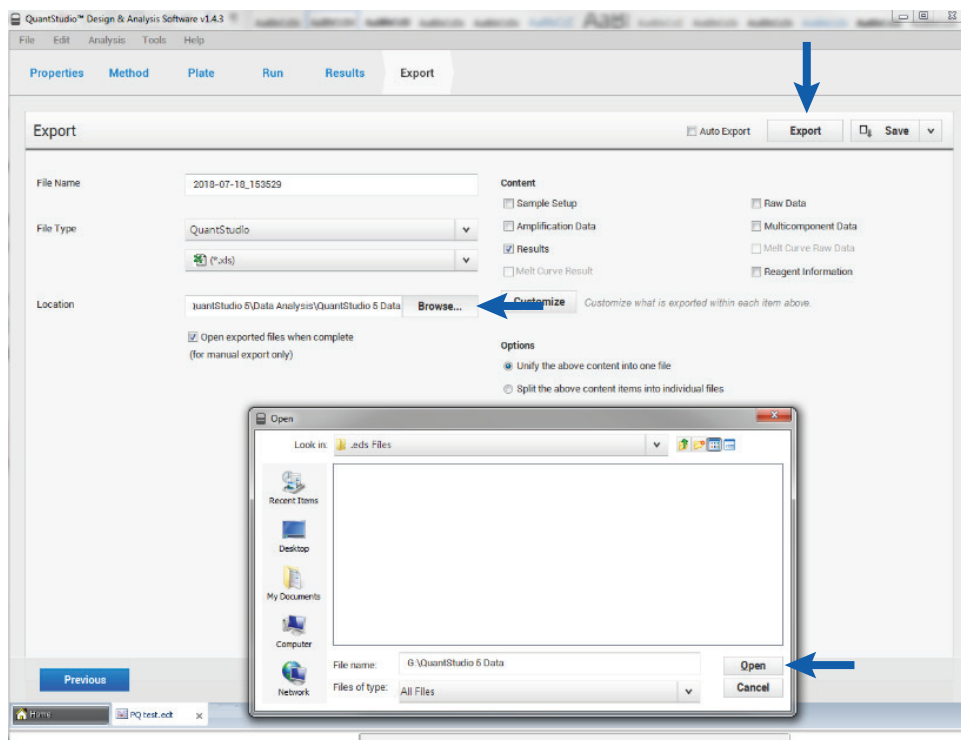 QuantStudio™ Design & Analysis Software v1.4.3
File Edit Analysis Tools Help
Properties Method Plate Run Results Export
Export
Auto Export Export Save
File Name 2018-07-18_153529
File Type QuantStudio
(*.xls)
Location uantStudio 5\Data Analysis\QuantStudio 5 Data Browse...
Open exported files when complete
(for manual export only)
Content
Sample Setup Raw Data
Amplification Data Multicomponent Data
Results Melt Curve Raw Data
Melt Curve Result Reagent Information
Customize Customize what is exported within each item above.
Options
Unify the above content into one file
Split the above content items into individual files
Open
Look in: .eds Files
Recent Items
Desktop
My Documents
Computer
Network
File name: G:\QuantStudio 5 Data Open
Files of type: All Files Cancel
Previous
Home PQ test.edt x